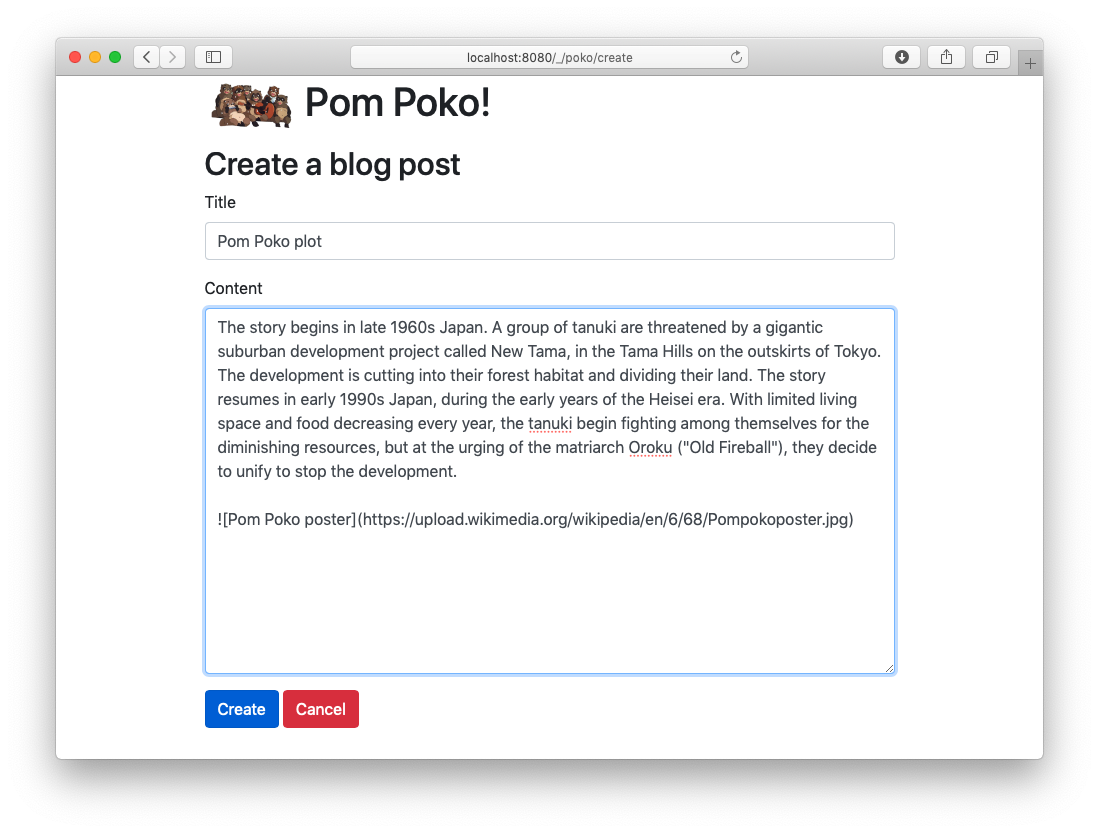 localhost:8080/_/poko/create
Pom Poko!
Create a blog post
Title
Pom Poko plot
Content
The story begins in late 1960s Japan. A group of tanuki are threatened by a gigantic
suburban development project called New Tama, in the Tama Hills on the outskirts of Tokyo.
The development is cutting into their forest habitat and dividing their land. The story
resumes in early 1990s Japan, during the early years of the Heisei era. With limited living
space and food decreasing every year, the tanuki begin fighting among themselves for the
diminishing resources, but at the urging of the matriarch Oroku ("Old Fireball"), they decide
to unify to stop the development.
![Pom Poko poster](https://upload.wikimedia.org/wikipedia/en/6/68/Pompokoposter.jpg)
Create Cancel